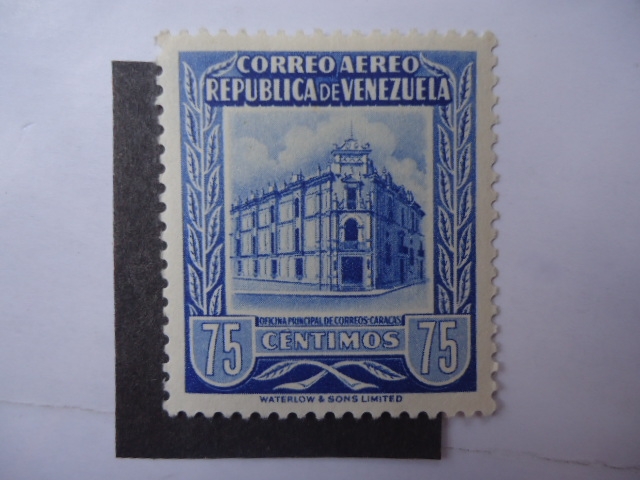 CORREO AEREO
REPUBLICA DE VENEZUELA
OFICINA PRINCIPAL DE CORREOS-CARACAS
75 CENTIMOS 75
WATERLOW & SONS LIMITED